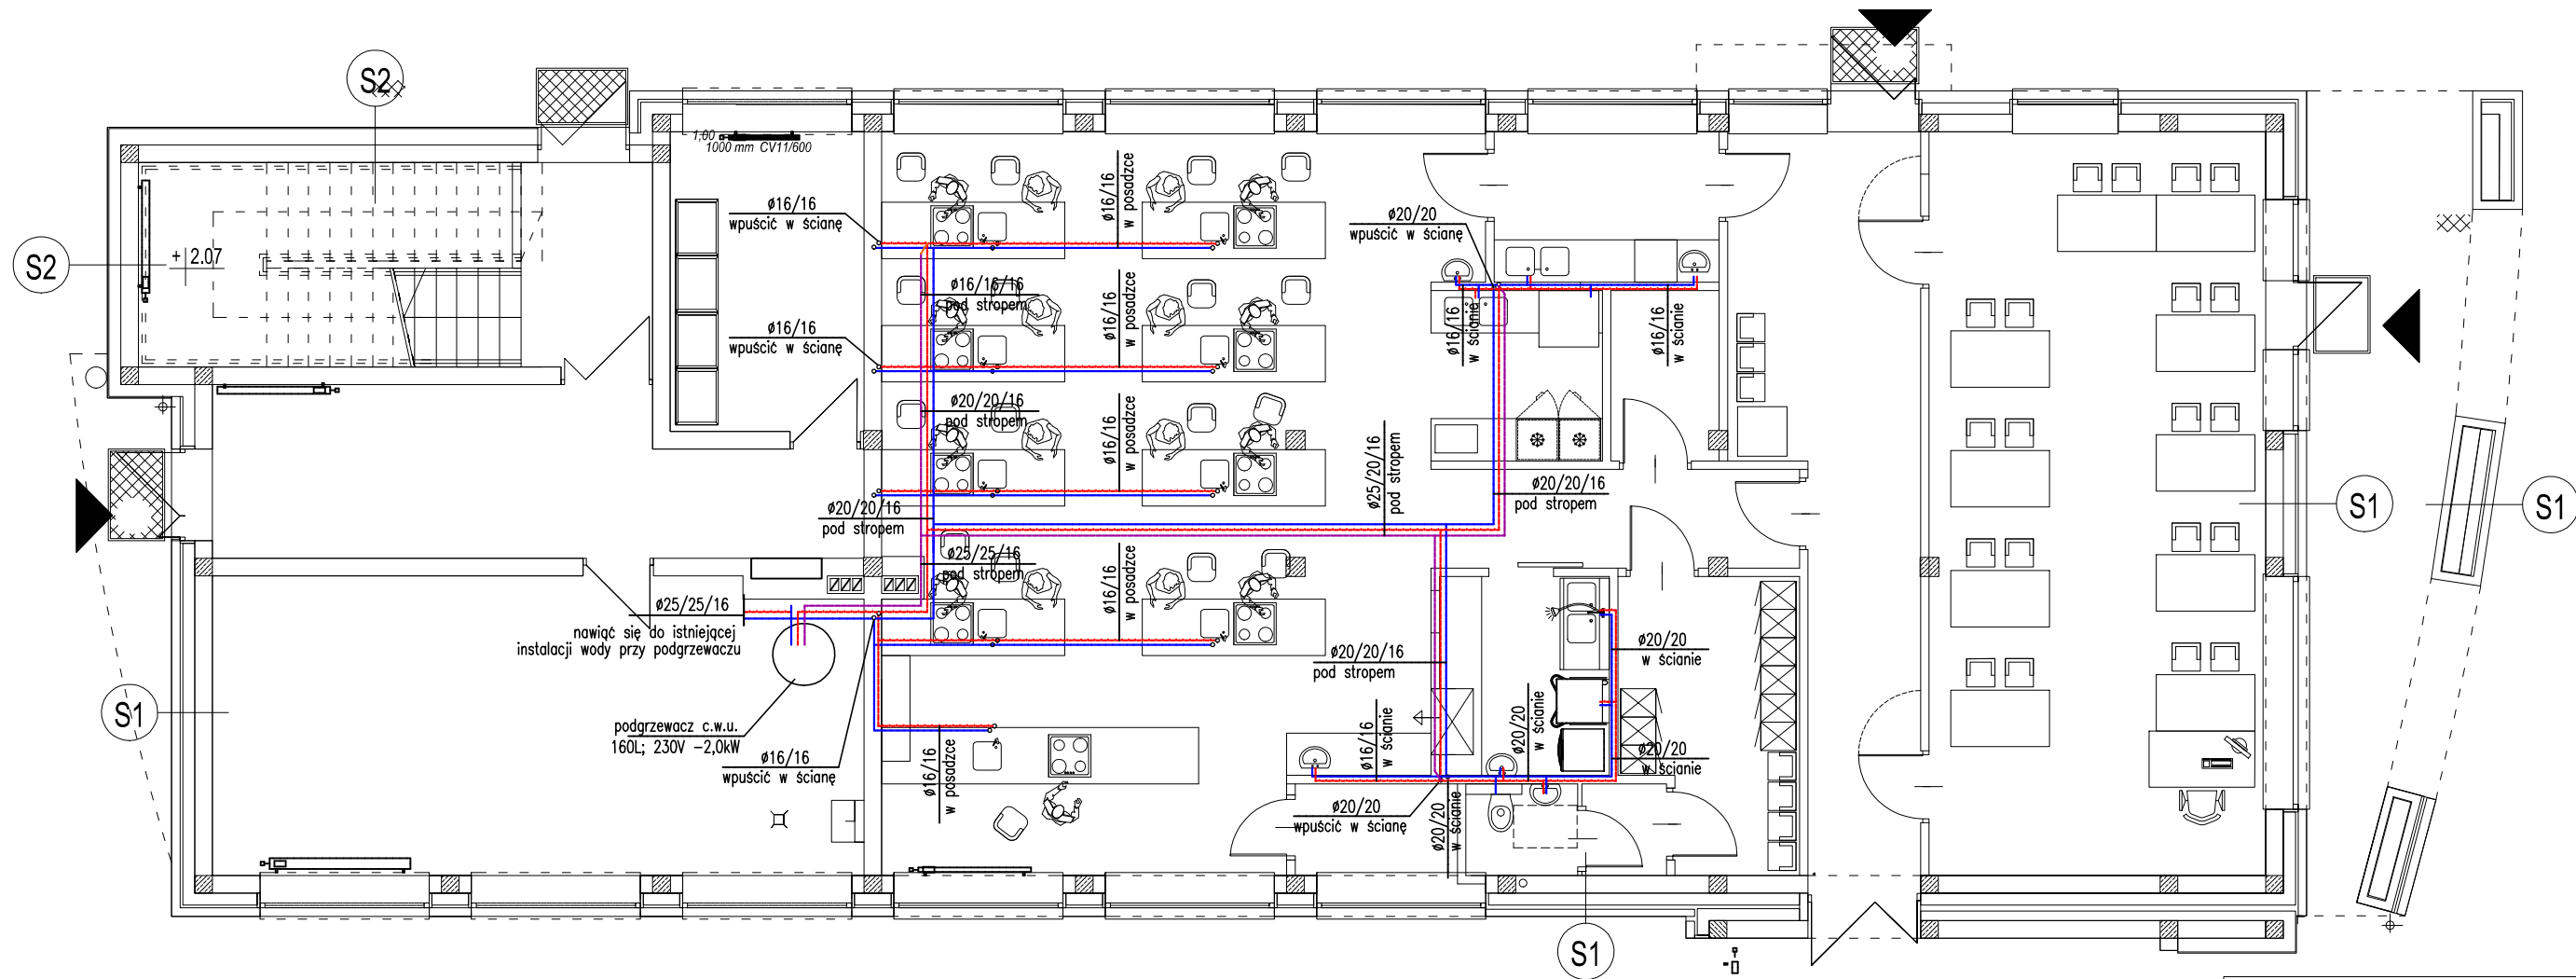 S2
1,00
1000 mm CV11/600
S2
+ 2.07
ø16/16
wpuścić w ścianę
ø16/16
w posadzce
ø20/20
wpuścić w ścianę
ø16/16/16
pod stropem
ø16/16
wpuścić w ścianę
ø16/16
w posadzce
ø16/16
w ścianie
ø16/16
w ścianie
ø20/20/16
pod stropem
ø16/16
w posadzce
ø25/20/16
pod stropem
ø20/20/16
pod stropem
ø20/20/16
pod stropem
S1
S1
ø25/25/16
pod stropem
ø16/16
w posadzce
ø25/25/16
nawiąć się do istniejącej
instalacji wody przy podgrzewaczu
ø20/20/16
pod stropem
ø20/20
w ścianie
S1
podgrzewacz c.w.u.
160L; 230V -2,0kW
ø16/16
wpuścić w ścianę
ø16/16
w posadzce
ø16/16
w ścianie
ø20/20
w ścianie
ø20/20
w ścianie
ø20/20
wpuścić w ścianę
ø20/20
w ścianie
S1